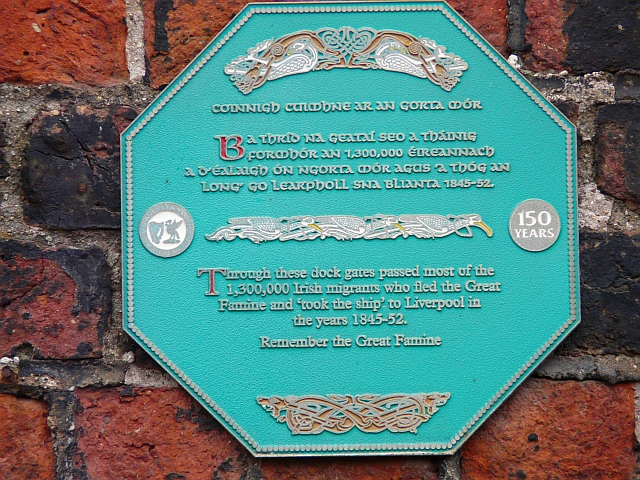 Coinnigh cuimhne ar an gorta mór
Ba thríd na geataí seo a tháinig
formhór an 1,300,000 éireannach
a d'éalaigh ón ngorta mór agus 'a thóg an
long' go Learpholl sna blianta 1845-52.
150
YEARS
Through these dock gates passed most of the
1,300,000 Irish migrants who fled the Great
Famine and 'took the ship' to Liverpool in
the years 1845-52.
Remember the Great Famine